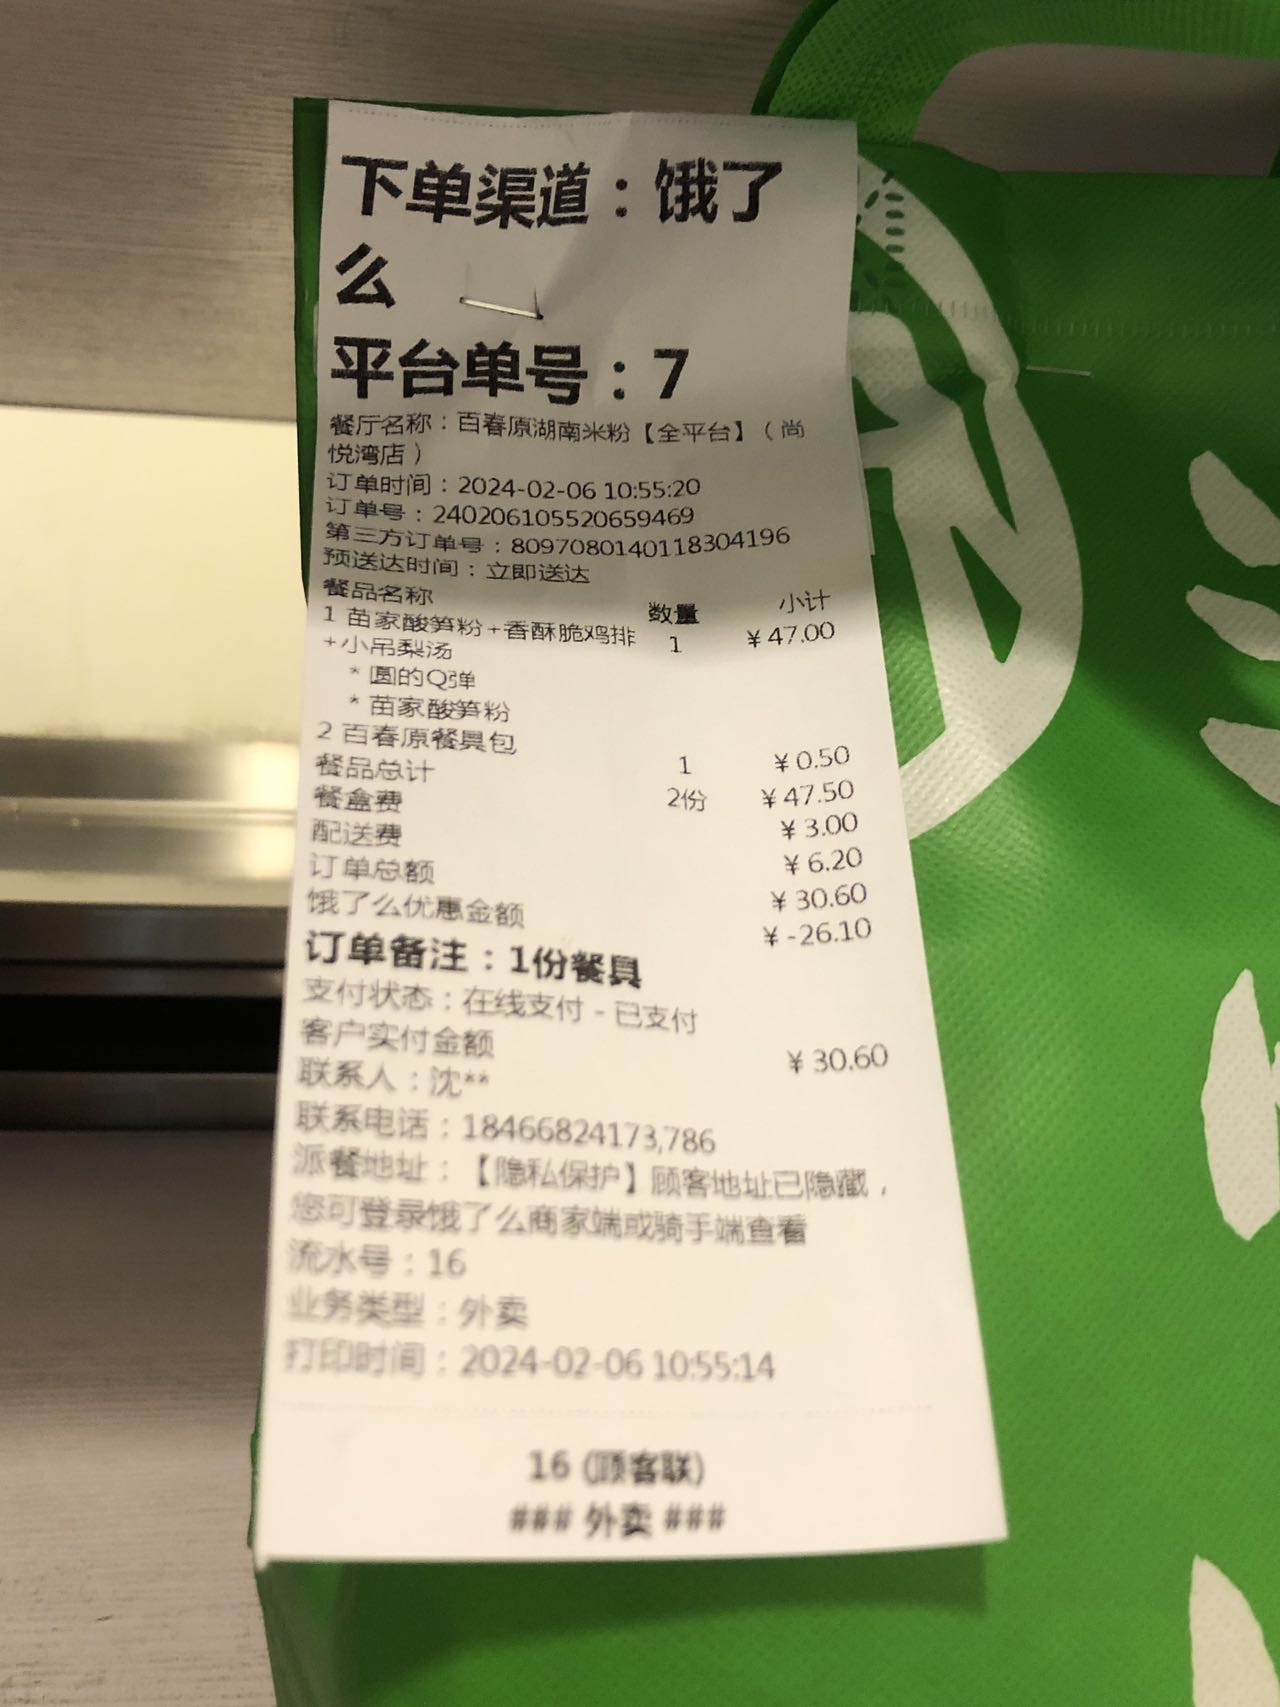 下单渠道：饿了
么
平台单号：7
餐厅名称：百春原湖南米粉【全平台】（尚
悦湾店）
订单时间：2024-02-06 10:55:20
订单号：240206105520659469
第三方订单号：8097080140118304196
预送达时间：立即送达
餐品名称 数量 小计
1 苗家酸笋粉+香酥脆鸡排 1 ¥47.00
+小吊梨汤
* 圆的Q弹
* 苗家酸笋粉
2 百春原餐具包 1 ¥0.50
餐品总计 2份 ¥47.50
餐盒费 ¥3.00
配送费 ¥6.20
订单总额 ¥30.60
饿了么优惠金额 ¥-26.10
订单备注：1份餐具
支付状态：在线支付 - 已支付
客户实付金额 ¥30.60
联系人：沈**
联系电话：18466824173,786
派餐地址：【隐私保护】顾客地址已隐藏，
您可登录饿了么商家端或骑手端查看
流水号：16
业务类型：外卖
打印时间：2024-02-06 10:55:14
16 (顾客联)
### 外卖 ###